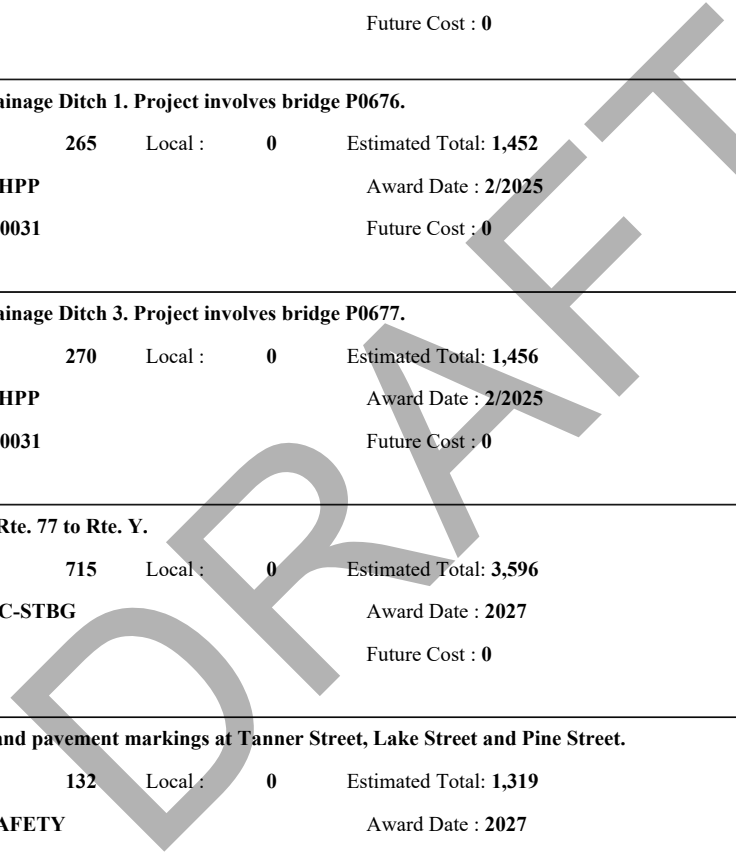 Future Cost : 0
ainage Ditch 1. Project involves bridge P0676.
265 Local : 0 Estimated Total: 1,452
HPP Award Date : 2/2025
0031 Future Cost : 0
ainage Ditch 3. Project involves bridge P0677.
270 Local : 0 Estimated Total: 1,456
HPP Award Date : 2/2025
0031 Future Cost : 0
Rte. 77 to Rte. Y.
715 Local : 0 Estimated Total: 3,596
C-STBG Award Date : 2027
Future Cost : 0
and pavement markings at Tanner Street, Lake Street and Pine Street.
132 Local : 0 Estimated Total: 1,319
AFETY Award Date : 2027
DRAFT